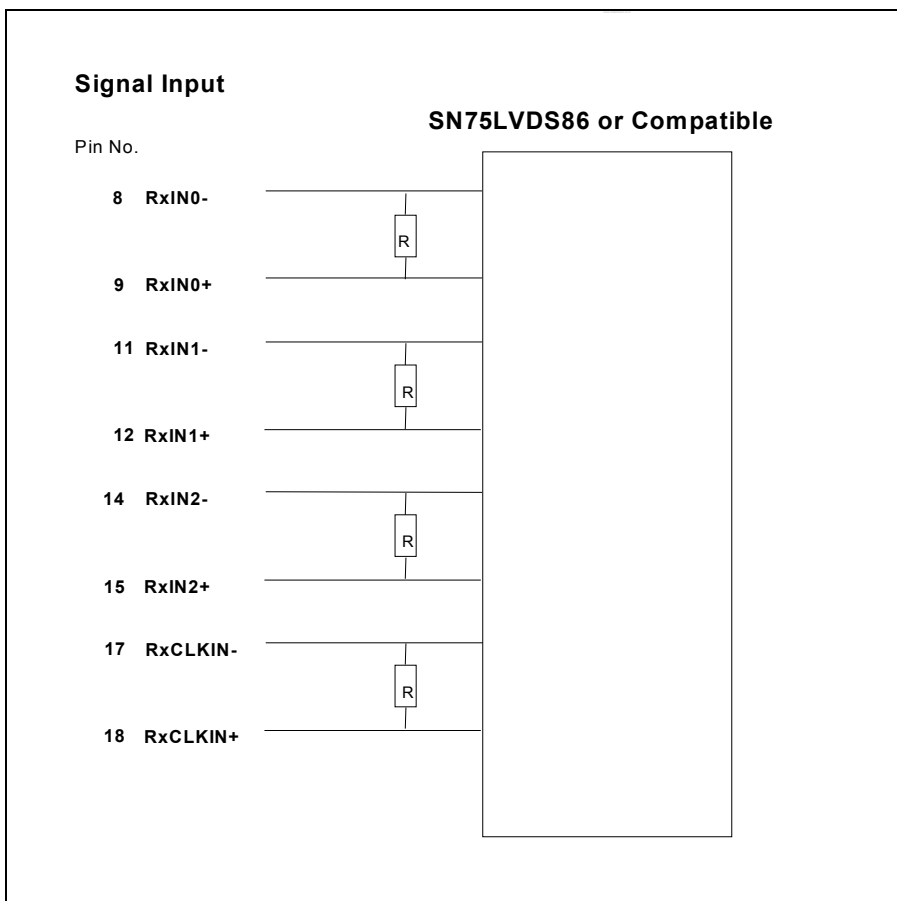 Signal Input
SN75LVDS86 or Compatible
Pin No.
8 RxIN0-
R
9 RxIN0+
11 RxIN1-
R
12 RxIN1+
14 RxIN2-
R
15 RxIN2+
17 RxCLKIN-
R
18 RxCLKIN+